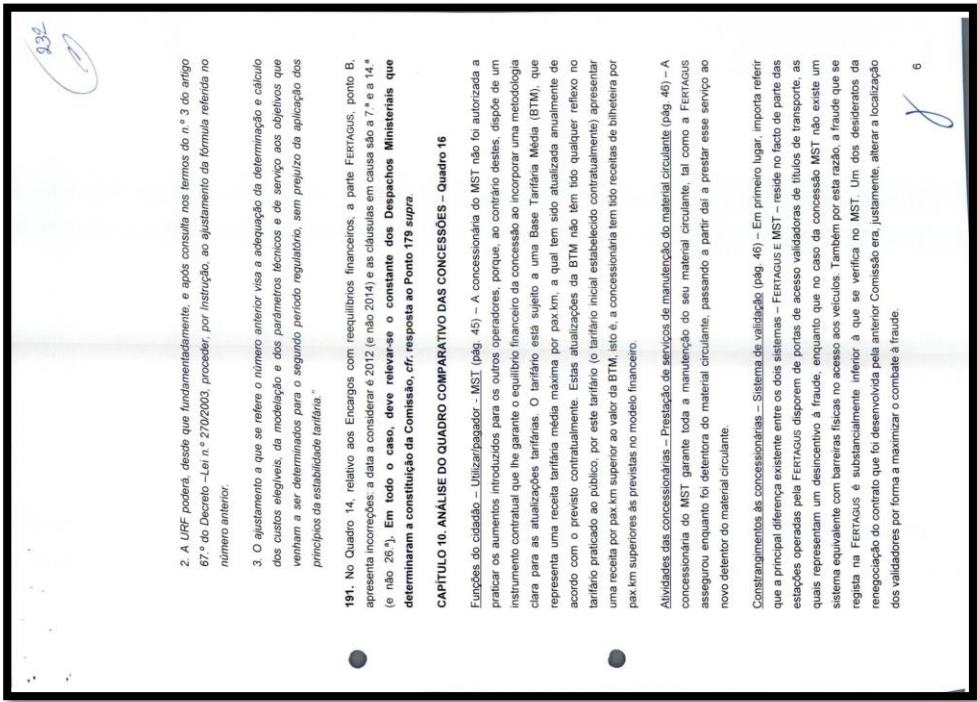 232
2. A URF poderá, desde que fundamentadamente, e após consulta nos termos do n.º 3 do artigo
67.º do Decreto –Lei n.º 270/2003, proceder, por Instrução, ao ajustamento da fórmula referida no
número anterior.
3. O ajustamento a que se refere o número anterior visa a adequação da determinação e cálculo
dos custos elegíveis, da modelação e dos parâmetros técnicos e de serviço aos objetivos que
venham a ser determinados para o segundo período regulatório, sem prejuízo da aplicação dos
princípios da estabilidade tarifária.”
191. No Quadro 14, relativo aos Encargos com reequilíbrios financeiros, a parte FERTAGUS, ponto B,
apresenta incorreções: a data a considerar é 2012 (e não 2014) e as cláusulas em causa são a 7.ª e a 14.ª
(e não 26.ª). Em todo o caso, deve relevar-se o constante dos Despachos Ministeriais que
determinaram a constituição da Comissão, cfr. resposta ao Ponto 179 supra.
CAPÍTULO 10. ANÁLISE DO QUADRO COMPARATIVO DAS CONCESSÕES – Quadro 16
Funções do cidadão – Utilizar/pagador - MST (pág. 45) – A concessionária do MST não foi autorizada a
praticar os aumentos introduzidos para os outros operadores, porque, ao contrário destes, dispõe de um
instrumento contratual que lhe garante o equilíbrio financeiro da concessão ao incorporar uma metodologia
clara para as atualizações tarifárias. O tarifário está sujeito a uma Base Tarifária Média (BTM), que
representa uma receita tarifária média máxima por pax.km, a qual tem sido atualizada anualmente de
acordo com o previsto contratualmente. Estas atualizações da BTM não têm tido qualquer reflexo no
tarifário praticado ao público, por este tarifário (o tarifário inicial estabelecido contratualmente) apresentar
uma receita por pax.km superior ao valor da BTM, isto é, a concessionária tem tido receitas de bilheteira por
pax.km superiores às previstas no modelo financeiro.
Atividades das concessionárias – Prestação de serviços de manutenção do material circulante (pág. 46) – A
concessionária do MST garante toda a manutenção do seu material circulante, tal como a FERTAGUS
assegurou enquanto foi detentora do material circulante, passando a partir daí a prestar esse serviço ao
novo detentor do material circulante.
Constrangimentos às concessionárias – Sistema de validação (pág. 46) – Em primeiro lugar, importa referir
que a principal diferença existente entre os dois sistemas – FERTAGUS E MST – reside no facto de parte das
estações operadas pela FERTAGUS disporem de portas de acesso validadoras de títulos de transporte, as
quais representam um desincentivo à fraude, enquanto que no caso da concessão MST não existe um
sistema equivalente com barreiras físicas no acesso aos veículos. Também por esta razão, a fraude que se
regista na FERTAGUS é substancialmente inferior à que se verifica no MST. Um dos desideratos da
renegociação do contrato que foi desenvolvida pela anterior Comissão era, justamente, alterar a localização
dos validadores por forma a maximizar o combate à fraude.
6